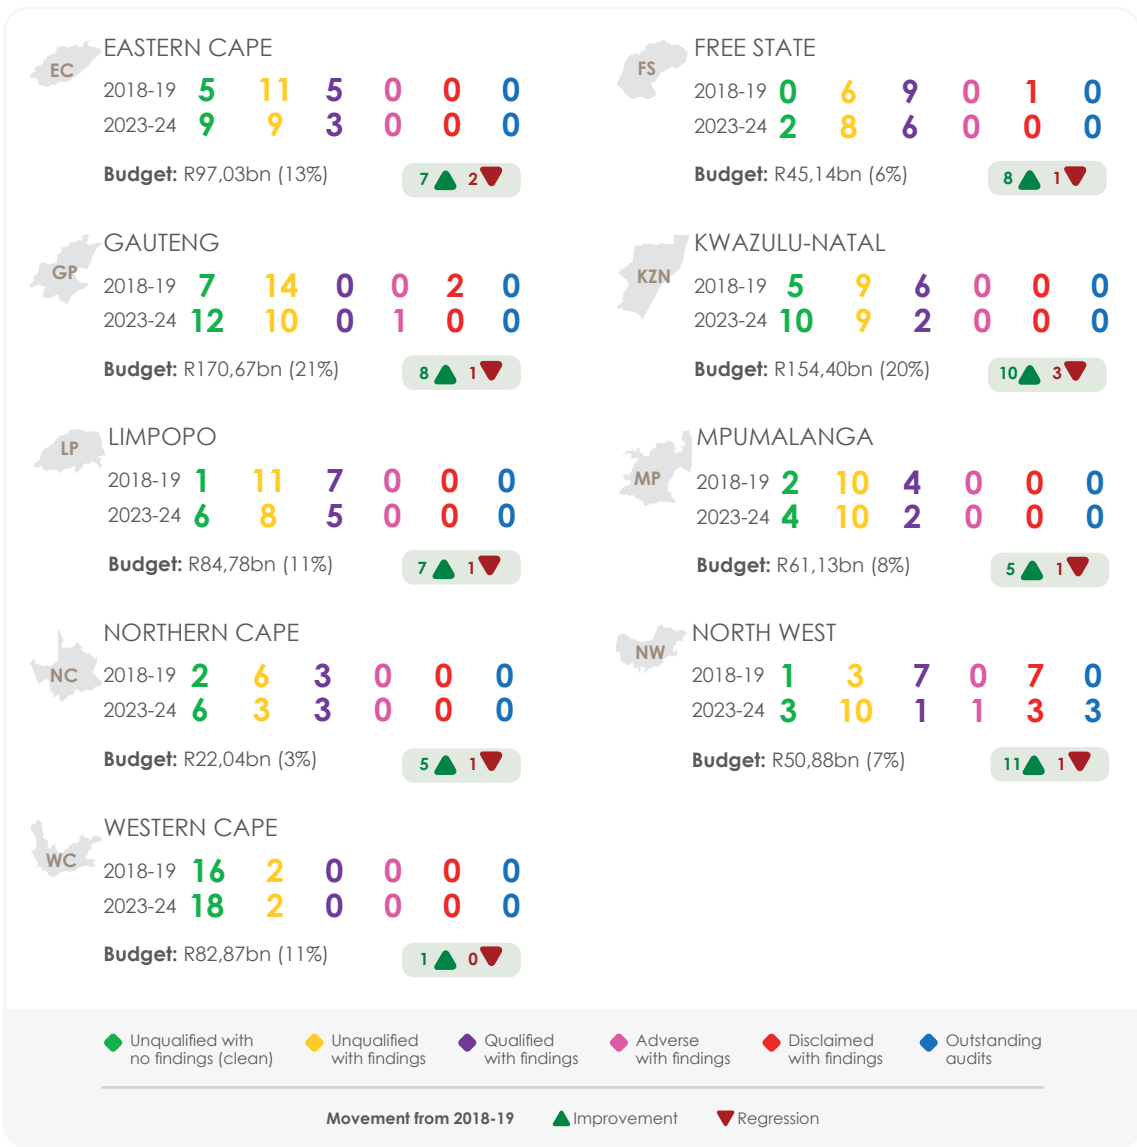 EC
EASTERN CAPE
2018-19 5 11 5 0 0 0
2023-24 9 9 3 0 0 0
Budget: R97,03bn (13%)
7 2
FS
FREE STATE
2018-19 0 6 9 0 1 0
2023-24 2 8 6 0 0 0
Budget: R45,14bn (6%)
8 1
GP
GAUTENG
2018-19 7 14 0 0 2 0
2023-24 12 10 0 1 0 0
Budget: R170,67bn (21%)
8 1
KZN
KWAZULU-NATAL
2018-19 5 9 6 0 0 0
2023-24 10 9 2 0 0 0
Budget: R154,40bn (20%)
10 3
LP
LIMPOPO
2018-19 1 11 7 0 0 0
2023-24 6 8 5 0 0 0
Budget: R84,78bn (11%)
7 1
MP
MPUMALANGA
2018-19 2 10 4 0 0 0
2023-24 4 10 2 0 0 0
Budget: R61,13bn (8%)
5 1
NC
NORTHERN CAPE
2018-19 2 6 3 0 0 0
2023-24 6 3 3 0 0 0
Budget: R22,04bn (3%)
5 1
NW
NORTH WEST
2018-19 1 3 7 0 7 0
2023-24 3 10 1 1 3 3
Budget: R50,88bn (7%)
11 1
WC
WESTERN CAPE
2018-19 16 2 0 0 0 0
2023-24 18 2 0 0 0 0
Budget: R82,87bn (11%)
1 0
Unqualified with
no findings (clean)
Unqualified
with findings
Qualified
with findings
Adverse
with findings
Disclaimed
with findings
Outstanding
audits
Movement from 2018-19 Improvement Regression